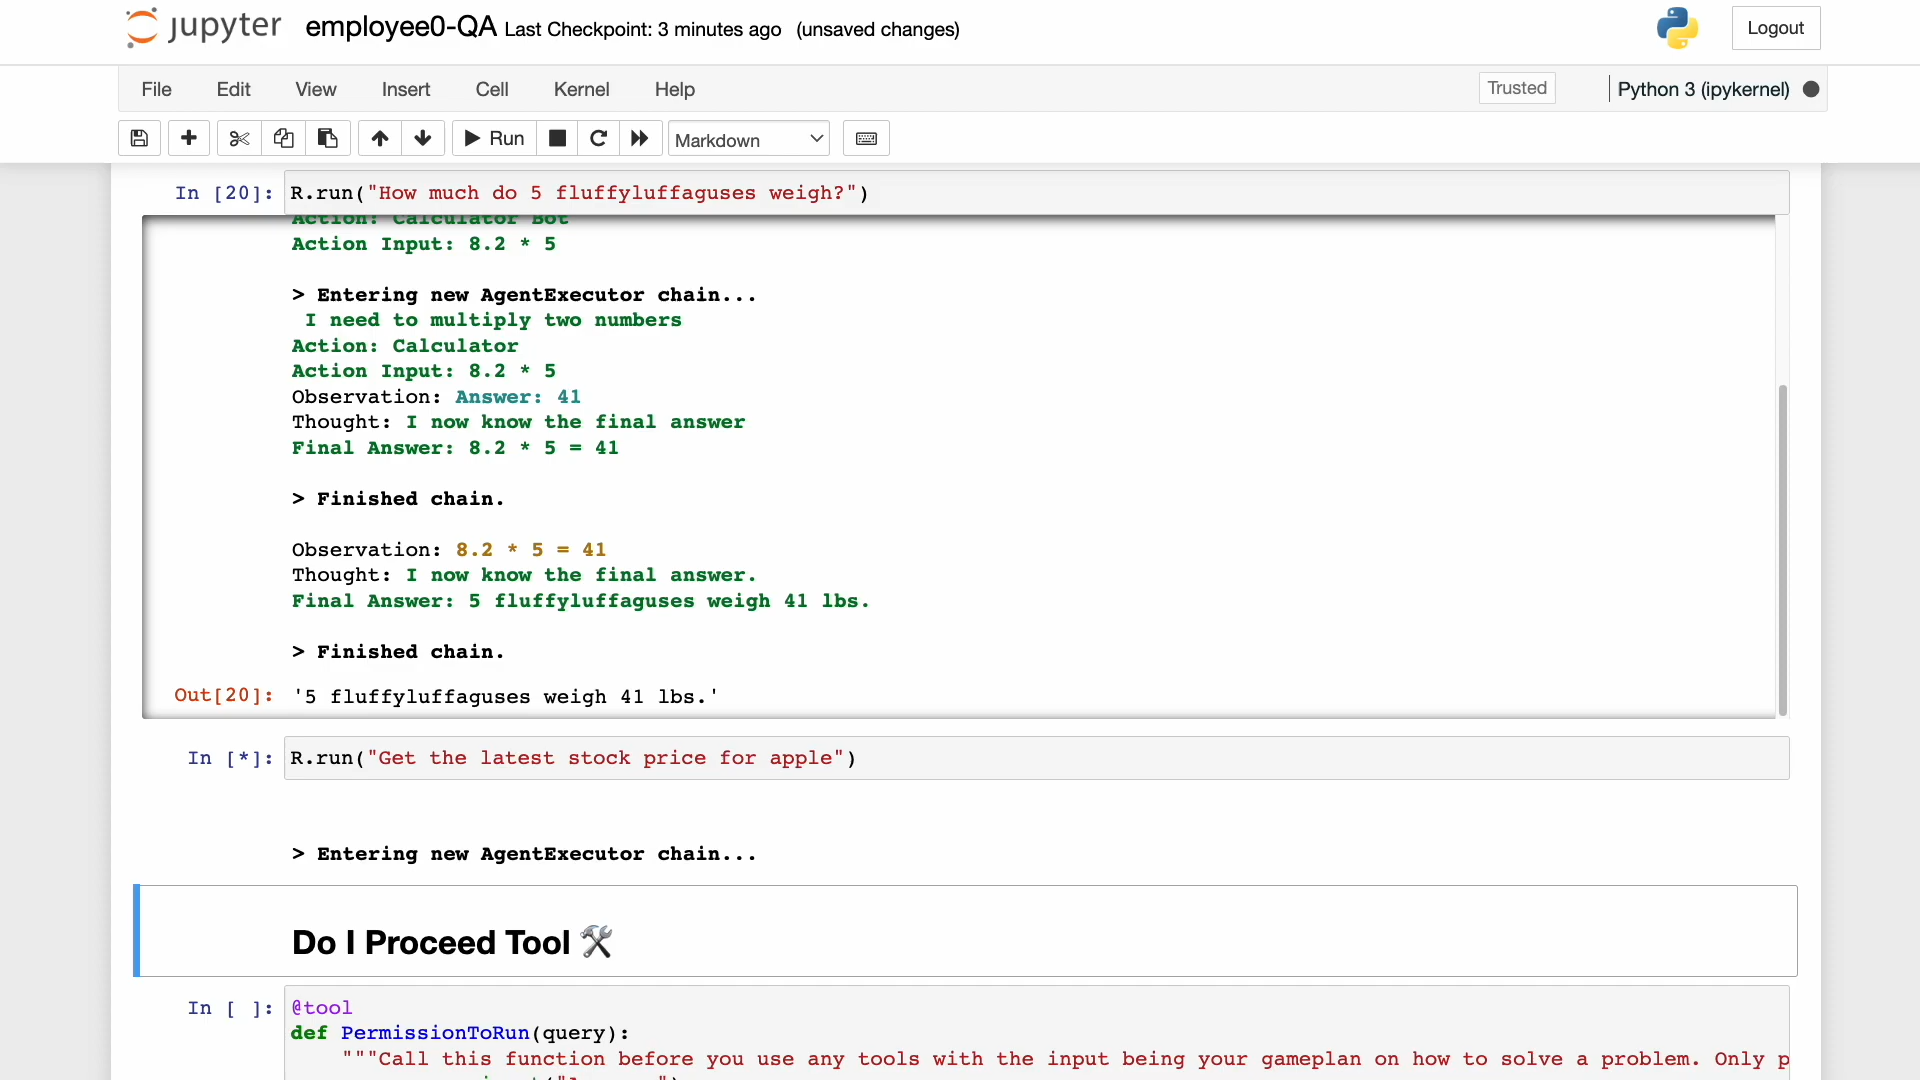 jupyter employee0-QA Last Checkpoint: 3 minutes ago (unsaved changes) Logout
File Edit View Insert Cell Kernel Help Trusted Python 3 (ipykernel)
Run Markdown
In [20]: R.run("How much do 5 fluffyluffaguses weigh?")
Action: Calculator Bot
Action Input: 8.2 * 5
> Entering new AgentExecutor chain...
I need to multiply two numbers
Action: Calculator
Action Input: 8.2 * 5
Observation: Answer: 41
Thought: I now know the final answer
Final Answer: 8.2 * 5 = 41
> Finished chain.
Observation: 8.2 * 5 = 41
Thought: I now know the final answer.
Final Answer: 5 fluffyluffaguses weigh 41 lbs.
> Finished chain.
Out[20]: '5 fluffyluffaguses weigh 41 lbs.'
In [*]: R.run("Get the latest stock price for apple")
> Entering new AgentExecutor chain...
Do I Proceed Tool 🛠
In [ ]: @tool
def PermissionToRun(query):
"""Call this function before you use any tools with the input being your gameplan on how to solve a problem. Only p